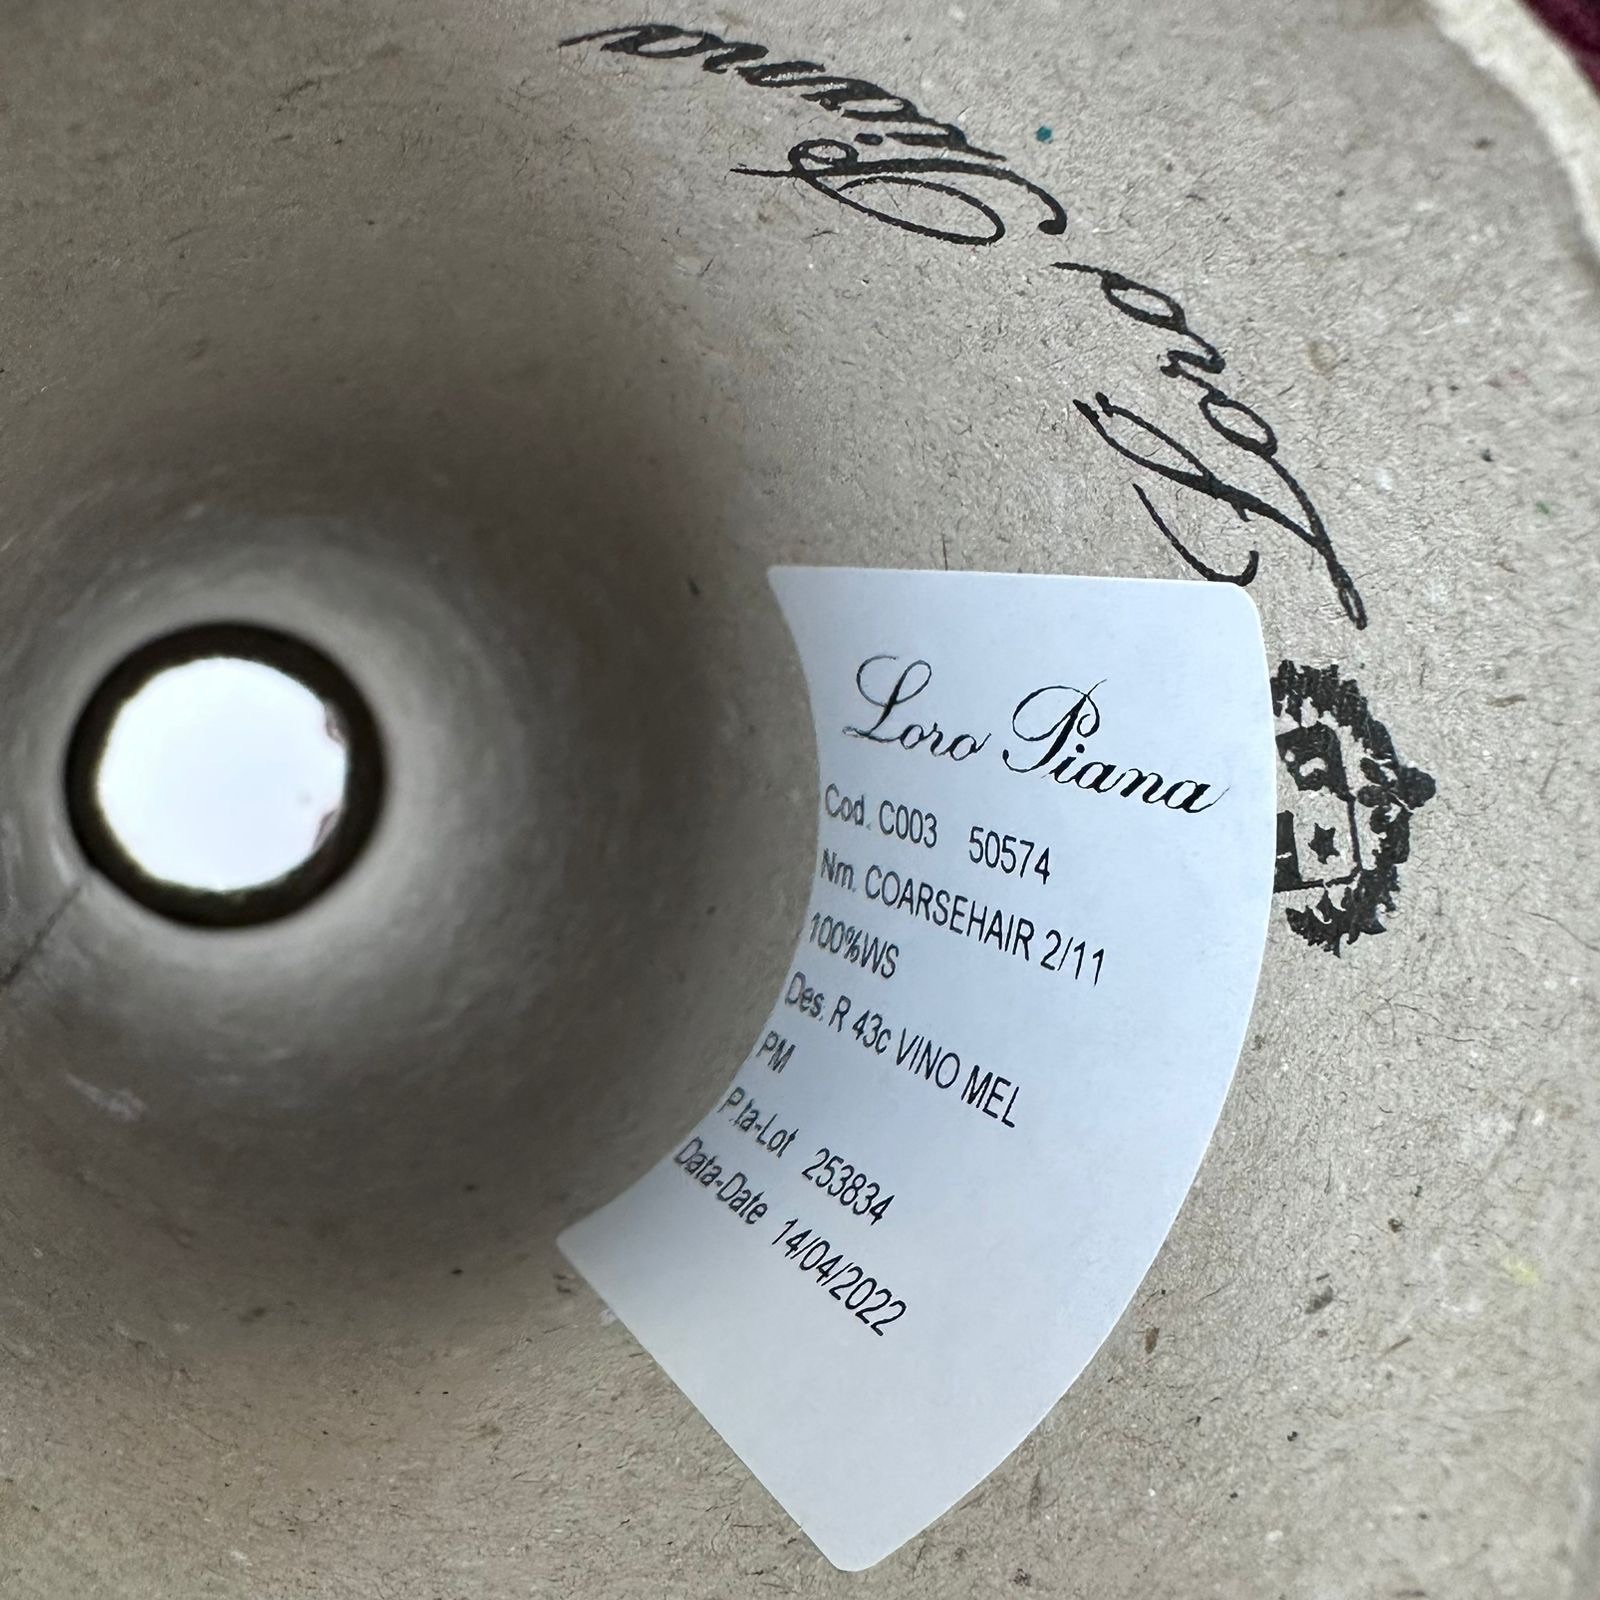 Loro Piana
Loro Piana
Cod. C003 50574
Nm. COARSEHAIR 2/11
100%WS
Des. R 43c VINO MEL
PM
P.ta-Lot 253834
Data-Date 14/04/2022